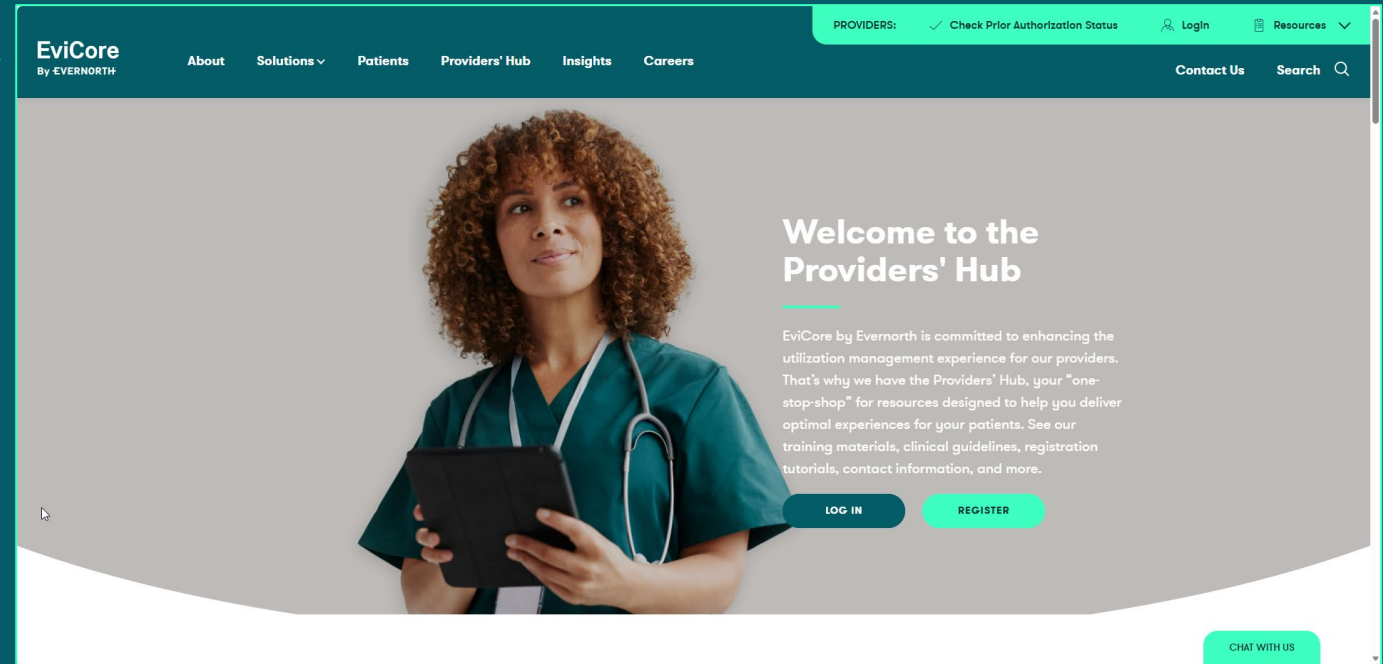 PROVIDERS: Check Prior Authorization Status Login Resources
EviCore
By EVERNORTH
About Solutions Patients Providers' Hub Insights Careers
Contact Us Search
Welcome to the
Providers' Hub
EviCore by Evernorth is committed to enhancing the
utilization management experience for our providers.
That's why we have the Providers' Hub, your "one-
stop-shop" for resources designed to help you deliver
optimal experiences for your patients. See our
training materials, clinical guidelines, registration
tutorials, contact information, and more.
LOG IN REGISTER
CHAT WITH US